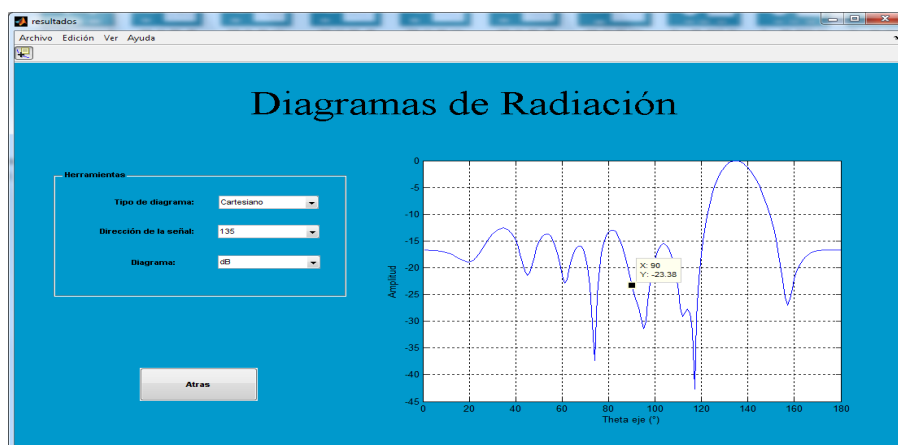 resultados
Archivo Edición Ver Ayuda
Diagramas de Radiación
Herramientas
Tipo de diagrama: Cartesiano
Dirección de la señal: 135
Diagrama: dB
Atras
0
-5
-10
-15
-20
-25
-30
-35
-40
-45
Amplitud
X: 90
Y: -23.38
0 20 40 60 80 100 120 140 160 180
Theta eje (°)